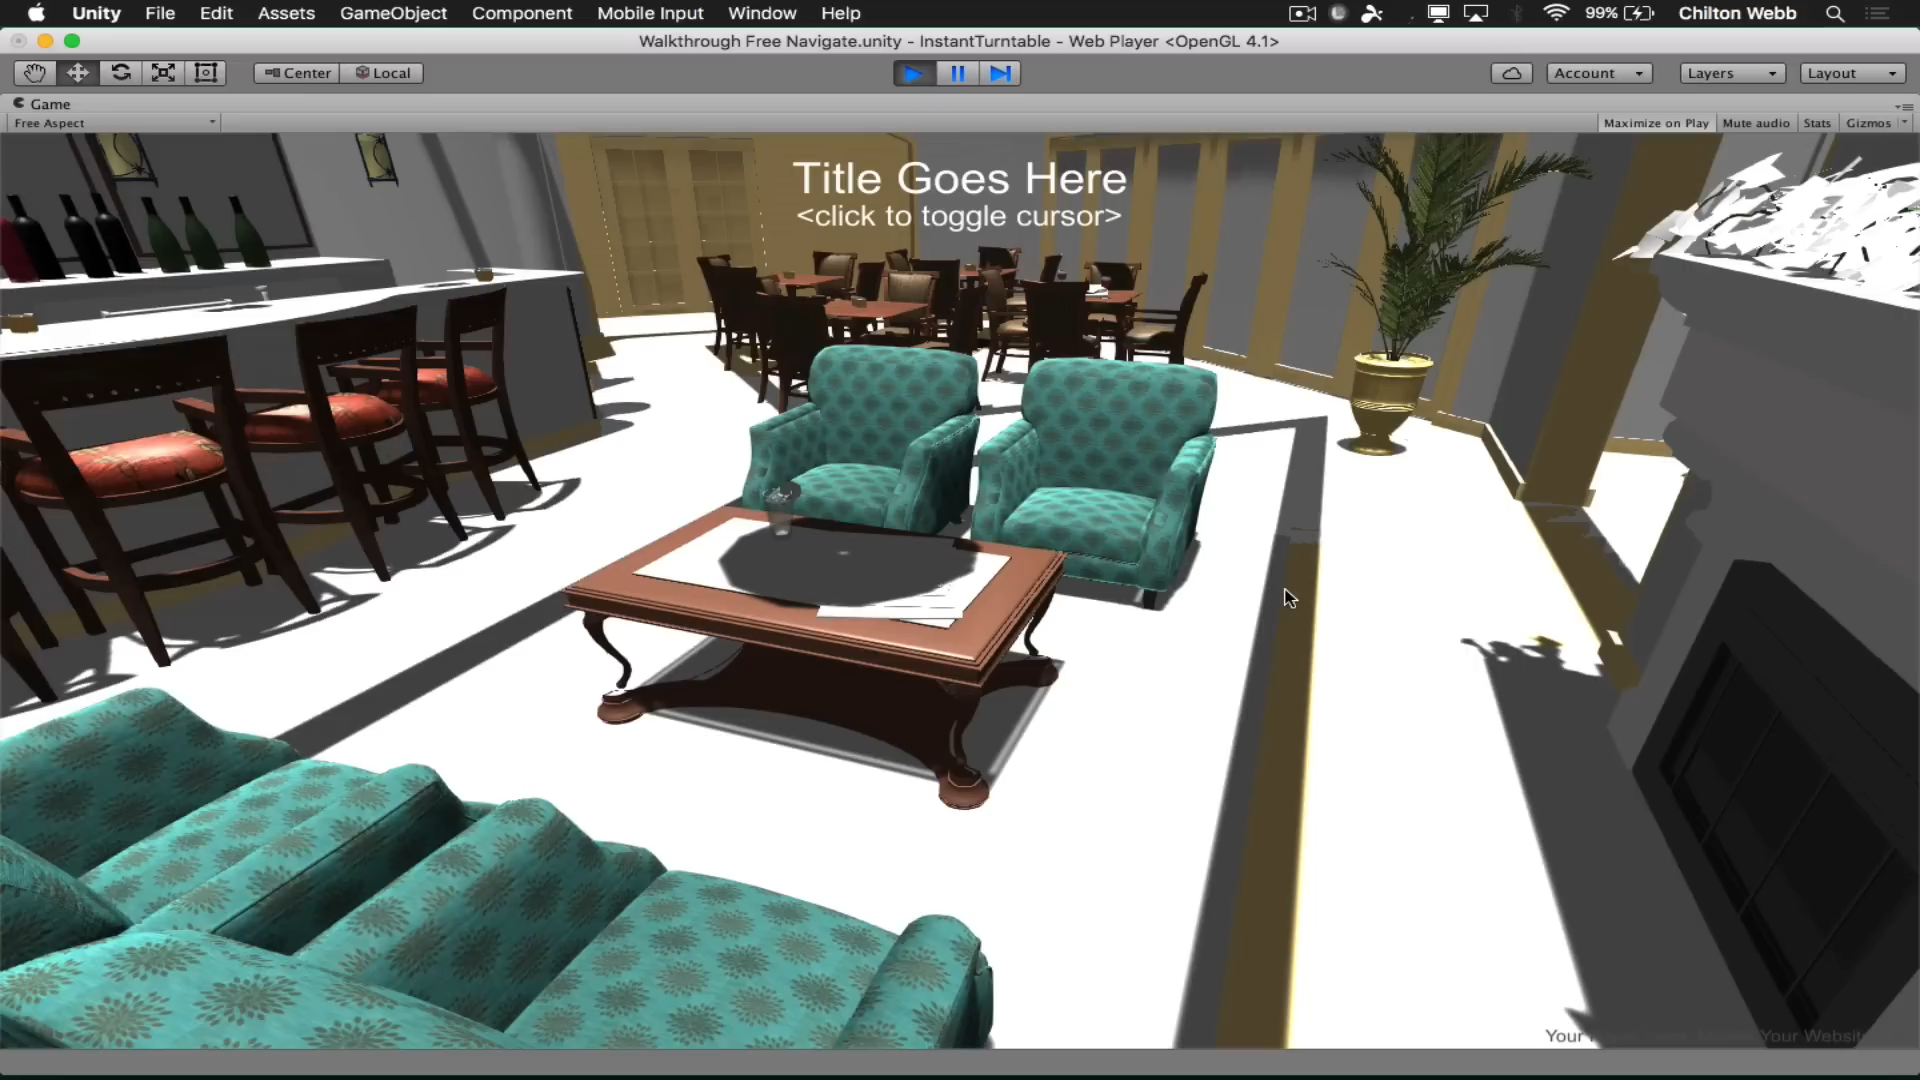 Unity File Edit Assets GameObject Component Mobile Input Window Help 99% Chilton Webb
Walkthrough Free Navigate.unity - InstantTurntable - Web Player <OpenGL 4.1>
Center Local Account Layers Layout
Game
Free Aspect Maximize on Play Mute audio Stats Gizmos
Title Goes Here
<click to toggle cursor>
Your Your Websit